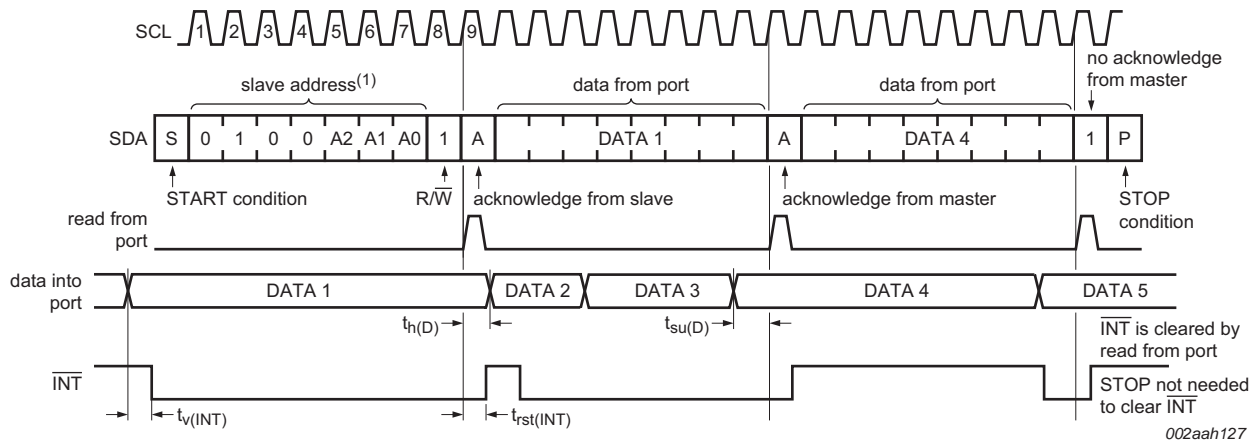 SCL 1 2 3 4 5 6 7 8 9
no acknowledge
from master
slave address(1) data from port data from port
SDA S 0 1 0 0 A2 A1 A0 1 A DATA 1 A DATA 4 1 P
START condition R/W̅ acknowledge from slave acknowledge from master STOP
condition
read from
port
data into
port
DATA 1 DATA 2 DATA 3 DATA 4 DATA 5
th(D) tsu(D)
I̅N̅T̅ is cleared by
read from port
I̅N̅T̅
STOP not needed
to clear I̅N̅T̅
tv(INT) trst(INT)
002aah127